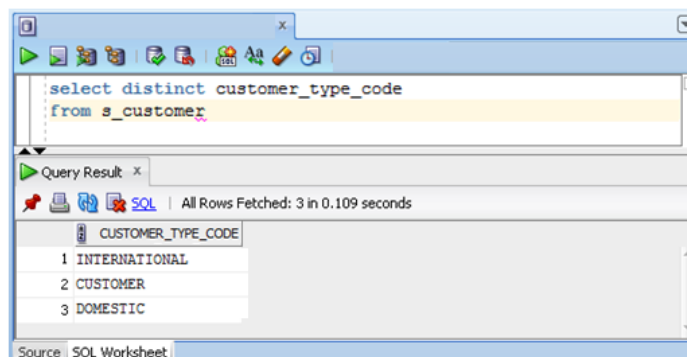 select distinct customer_type_code
from s_customer
Query Result
SQL | All Rows Fetched: 3 in 0.109 seconds
CUSTOMER_TYPE_CODE
1 INTERNATIONAL
2 CUSTOMER
3 DOMESTIC
Source SQL Worksheet